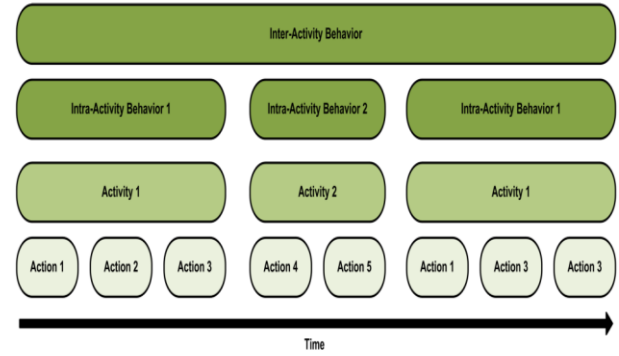 Inter-Activity Behavior
Intra-Activity Behavior 1
Intra-Activity Behavior 2
Intra-Activity Behavior 1
Activity 1
Activity 2
Activity 1
Action 1
Action 2
Action 3
Action 4
Action 5
Action 1
Action 3
Action 3
Time